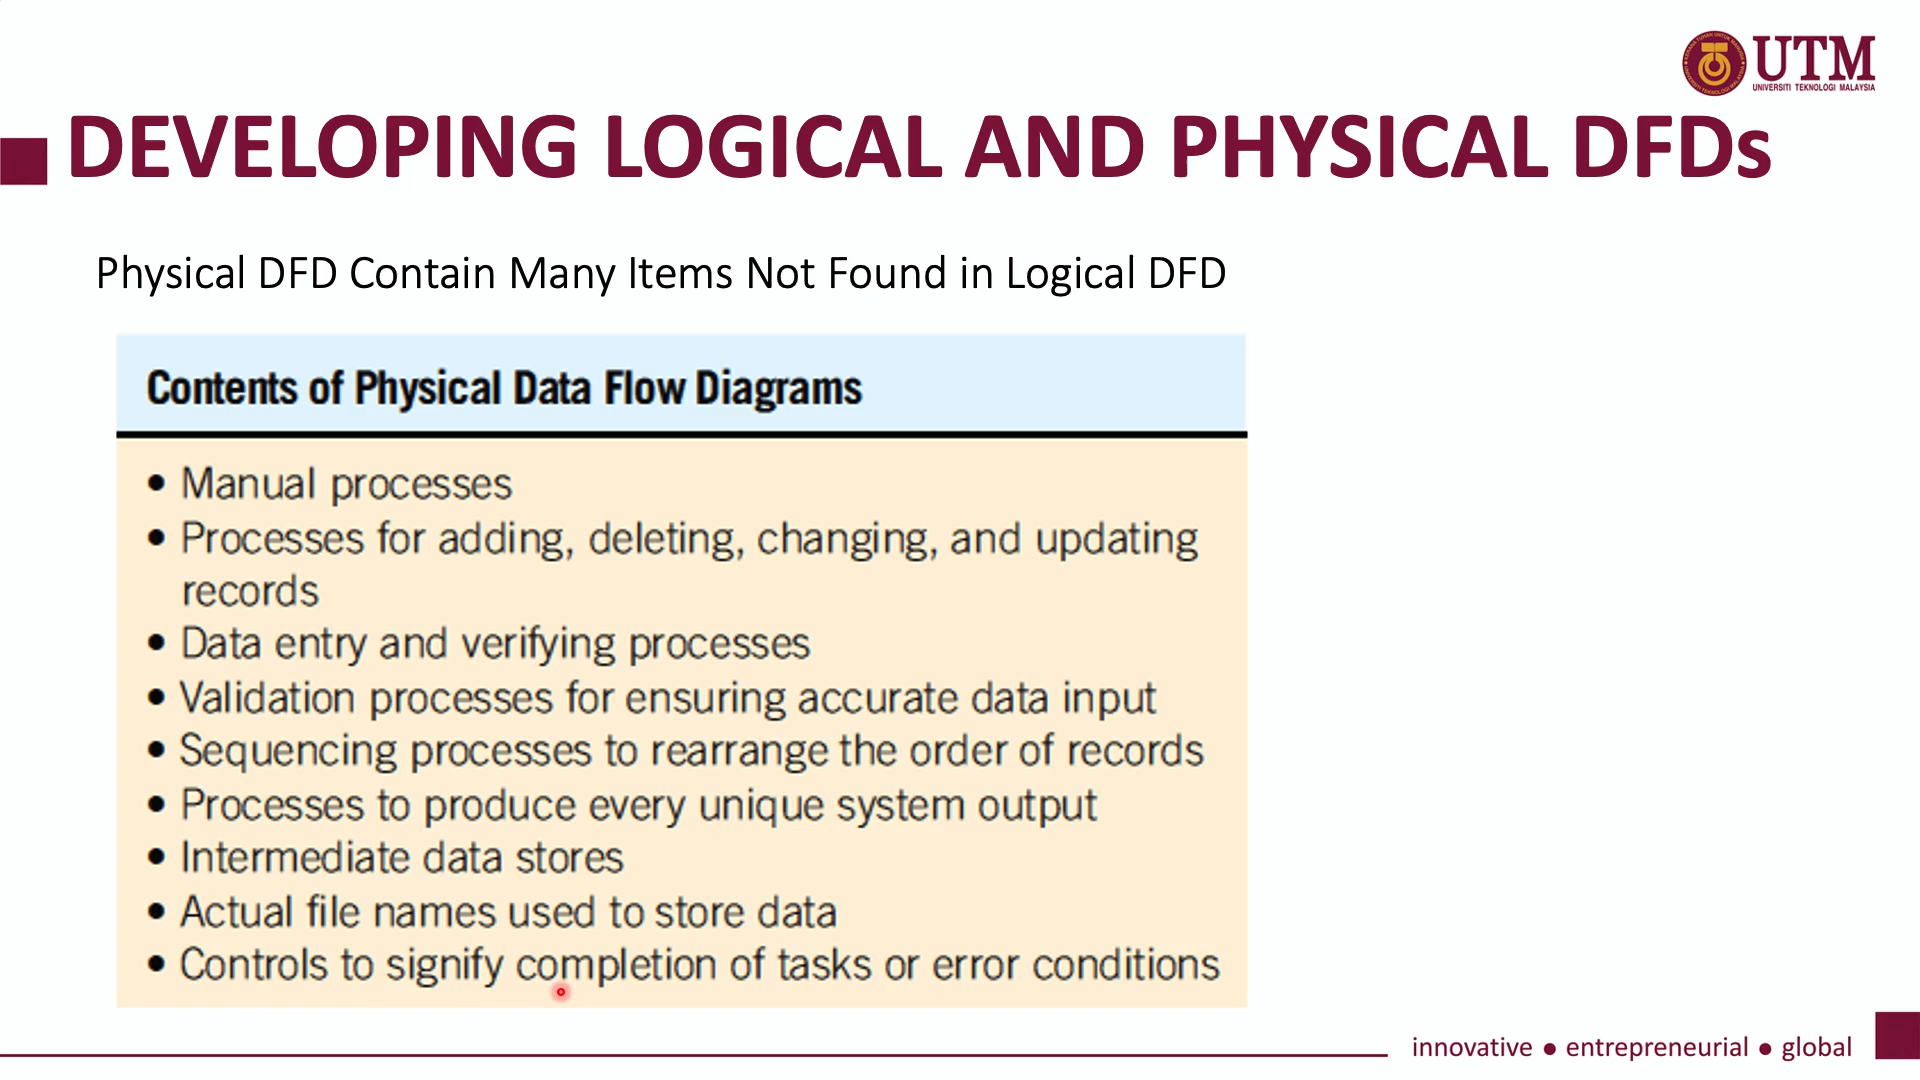 UTM
UNIVERSITI TEKNOLOGI MALAYSIA
DEVELOPING LOGICAL AND PHYSICAL DFDs
Physical DFD Contain Many Items Not Found in Logical DFD
Contents of Physical Data Flow Diagrams
• Manual processes
• Processes for adding, deleting, changing, and updating
records
• Data entry and verifying processes
• Validation processes for ensuring accurate data input
• Sequencing processes to rearrange the order of records
• Processes to produce every unique system output
• Intermediate data stores
• Actual file names used to store data
• Controls to signify completion of tasks or error conditions
innovative ● entrepreneurial ● global